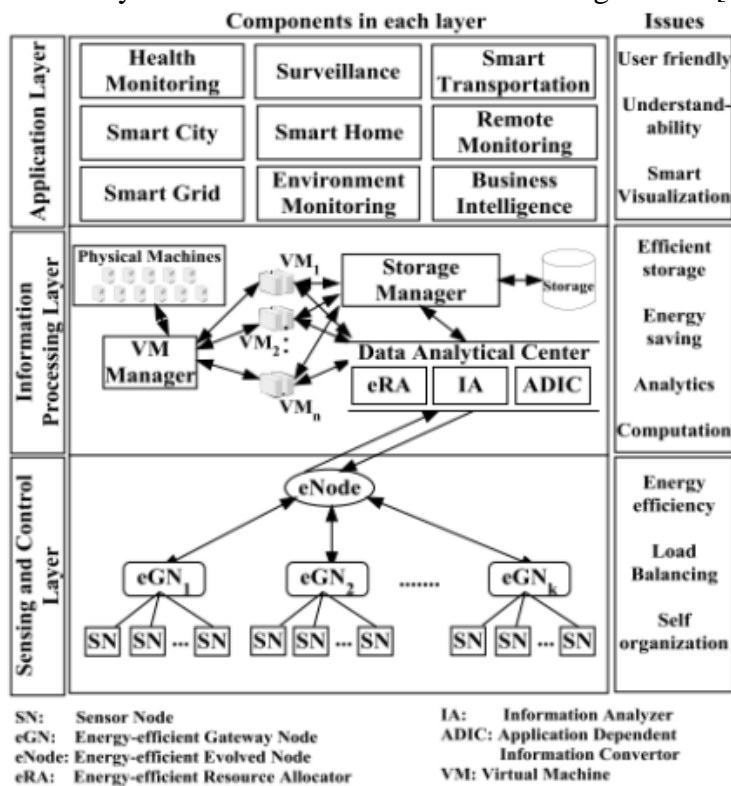 Components in each layer
Issues
Application Layer
Health
Monitoring
Surveillance
Smart
Transportation
Smart City
Smart Home
Remote
Monitoring
Smart Grid
Environment
Monitoring
Business
Intelligence
User friendly
Understand-
ability
Smart
Visualization
Information
Processing Layer
Physical Machines
VM1
VM2:
VMn
VM
Manager
Storage
Manager
Storage
Data Analytical Center
eRA
IA
ADIC
Efficient
storage
Energy
saving
Analytics
Computation
Sensing and Control
Layer
eNode
eGN1
eGN2
.......
eGNk
SN SN ... SN
SN SN ... SN
SN SN ... SN
Energy
efficiency
Load
Balancing
Self
organization
SN: Sensor Node
eGN: Energy-efficient Gateway Node
eNode: Energy-efficient Evolved Node
eRA: Energy-efficient Resource Allocator
IA: Information Analyzer
ADIC: Application Dependent
Information Convertor
VM: Virtual Machine